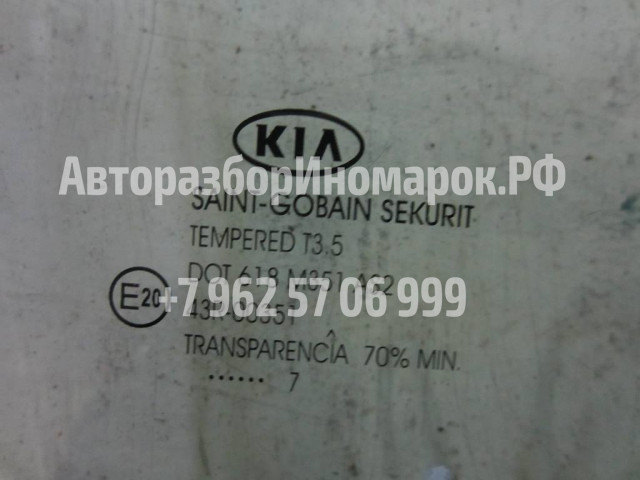 KIA
АвторазборИномарок.РФ
SAINT-GOBAIN SEKURIT
TEMPERED T3.5
DOT 618 M351
E20 +7 962 57 06 999
TRANSPARENCIA 70% MIN.
...... 7